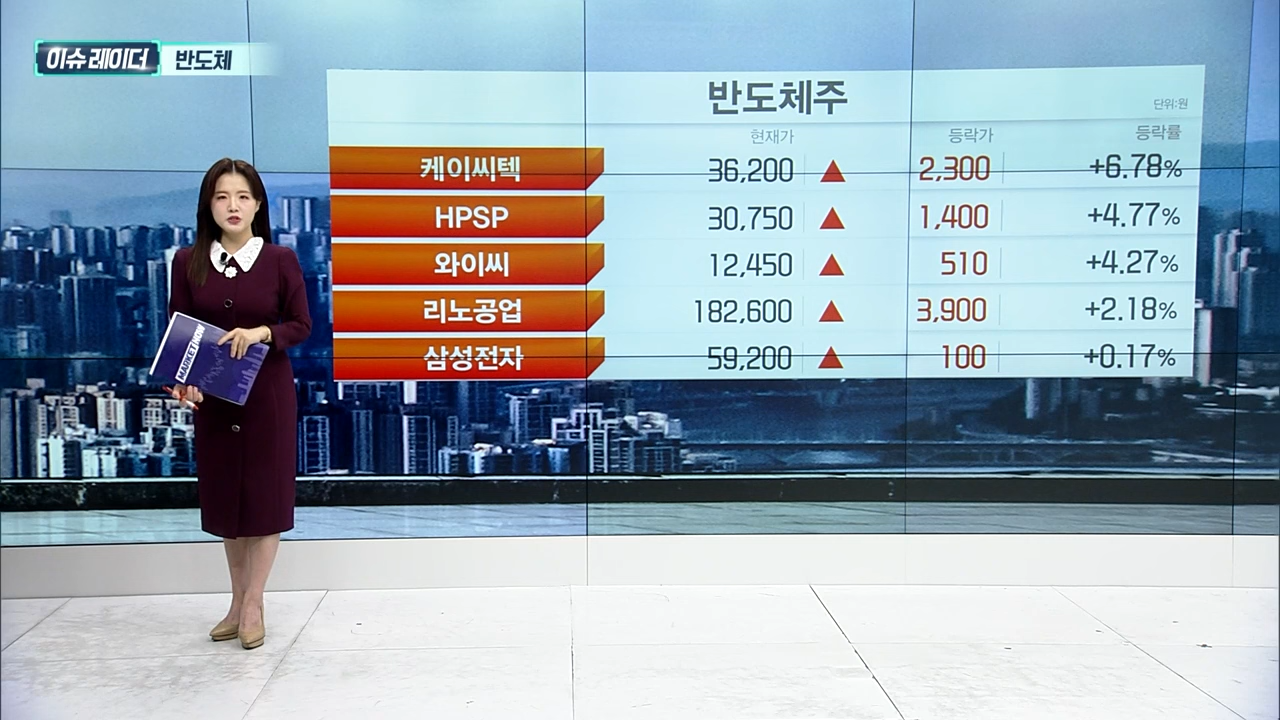 이슈 레이더 반도체
반도체주
단위:원
현재가 등락가 등락률
케이씨텍 36,200 ▲ 2,300 +6.78%
HPSP 30,750 ▲ 1,400 +4.77%
와이씨 12,450 ▲ 510 +4.27%
리노공업 182,600 ▲ 3,900 +2.18%
삼성전자 59,200 ▲ 100 +0.17%
MARKET NOW